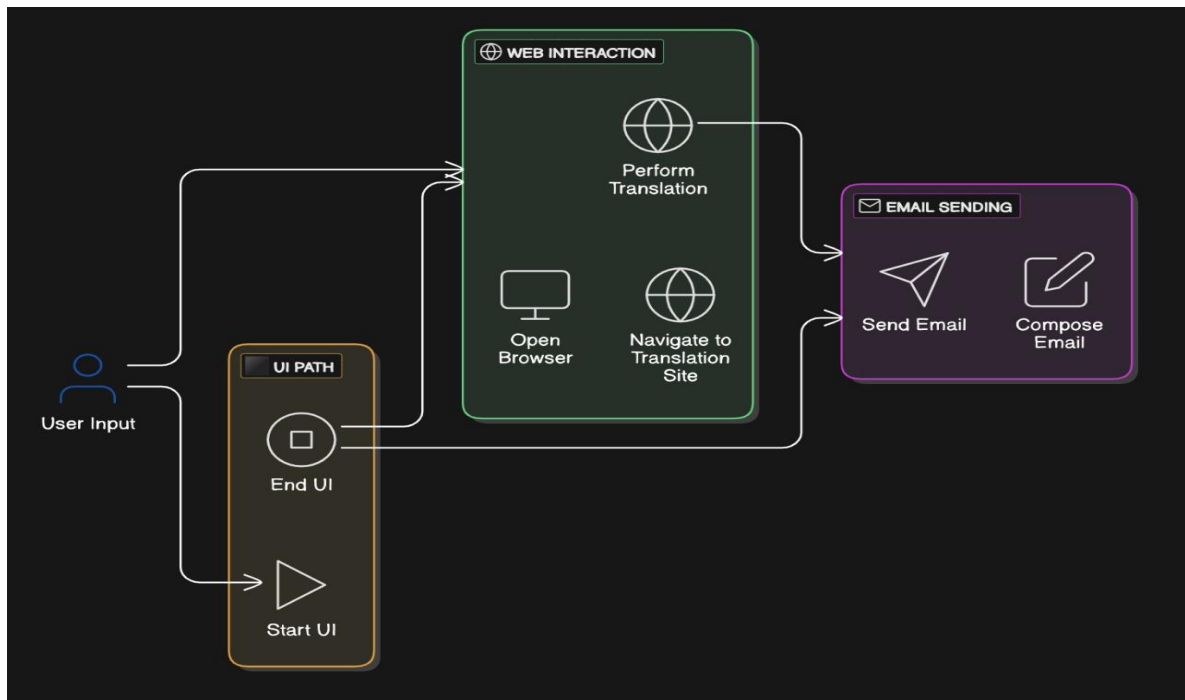 WEB INTERACTION
Perform
Translation
Open
Browser
Navigate to
Translation
Site
EMAIL SENDING
Send Email
Compose
Email
User Input
UI PATH
End UI
Start UI